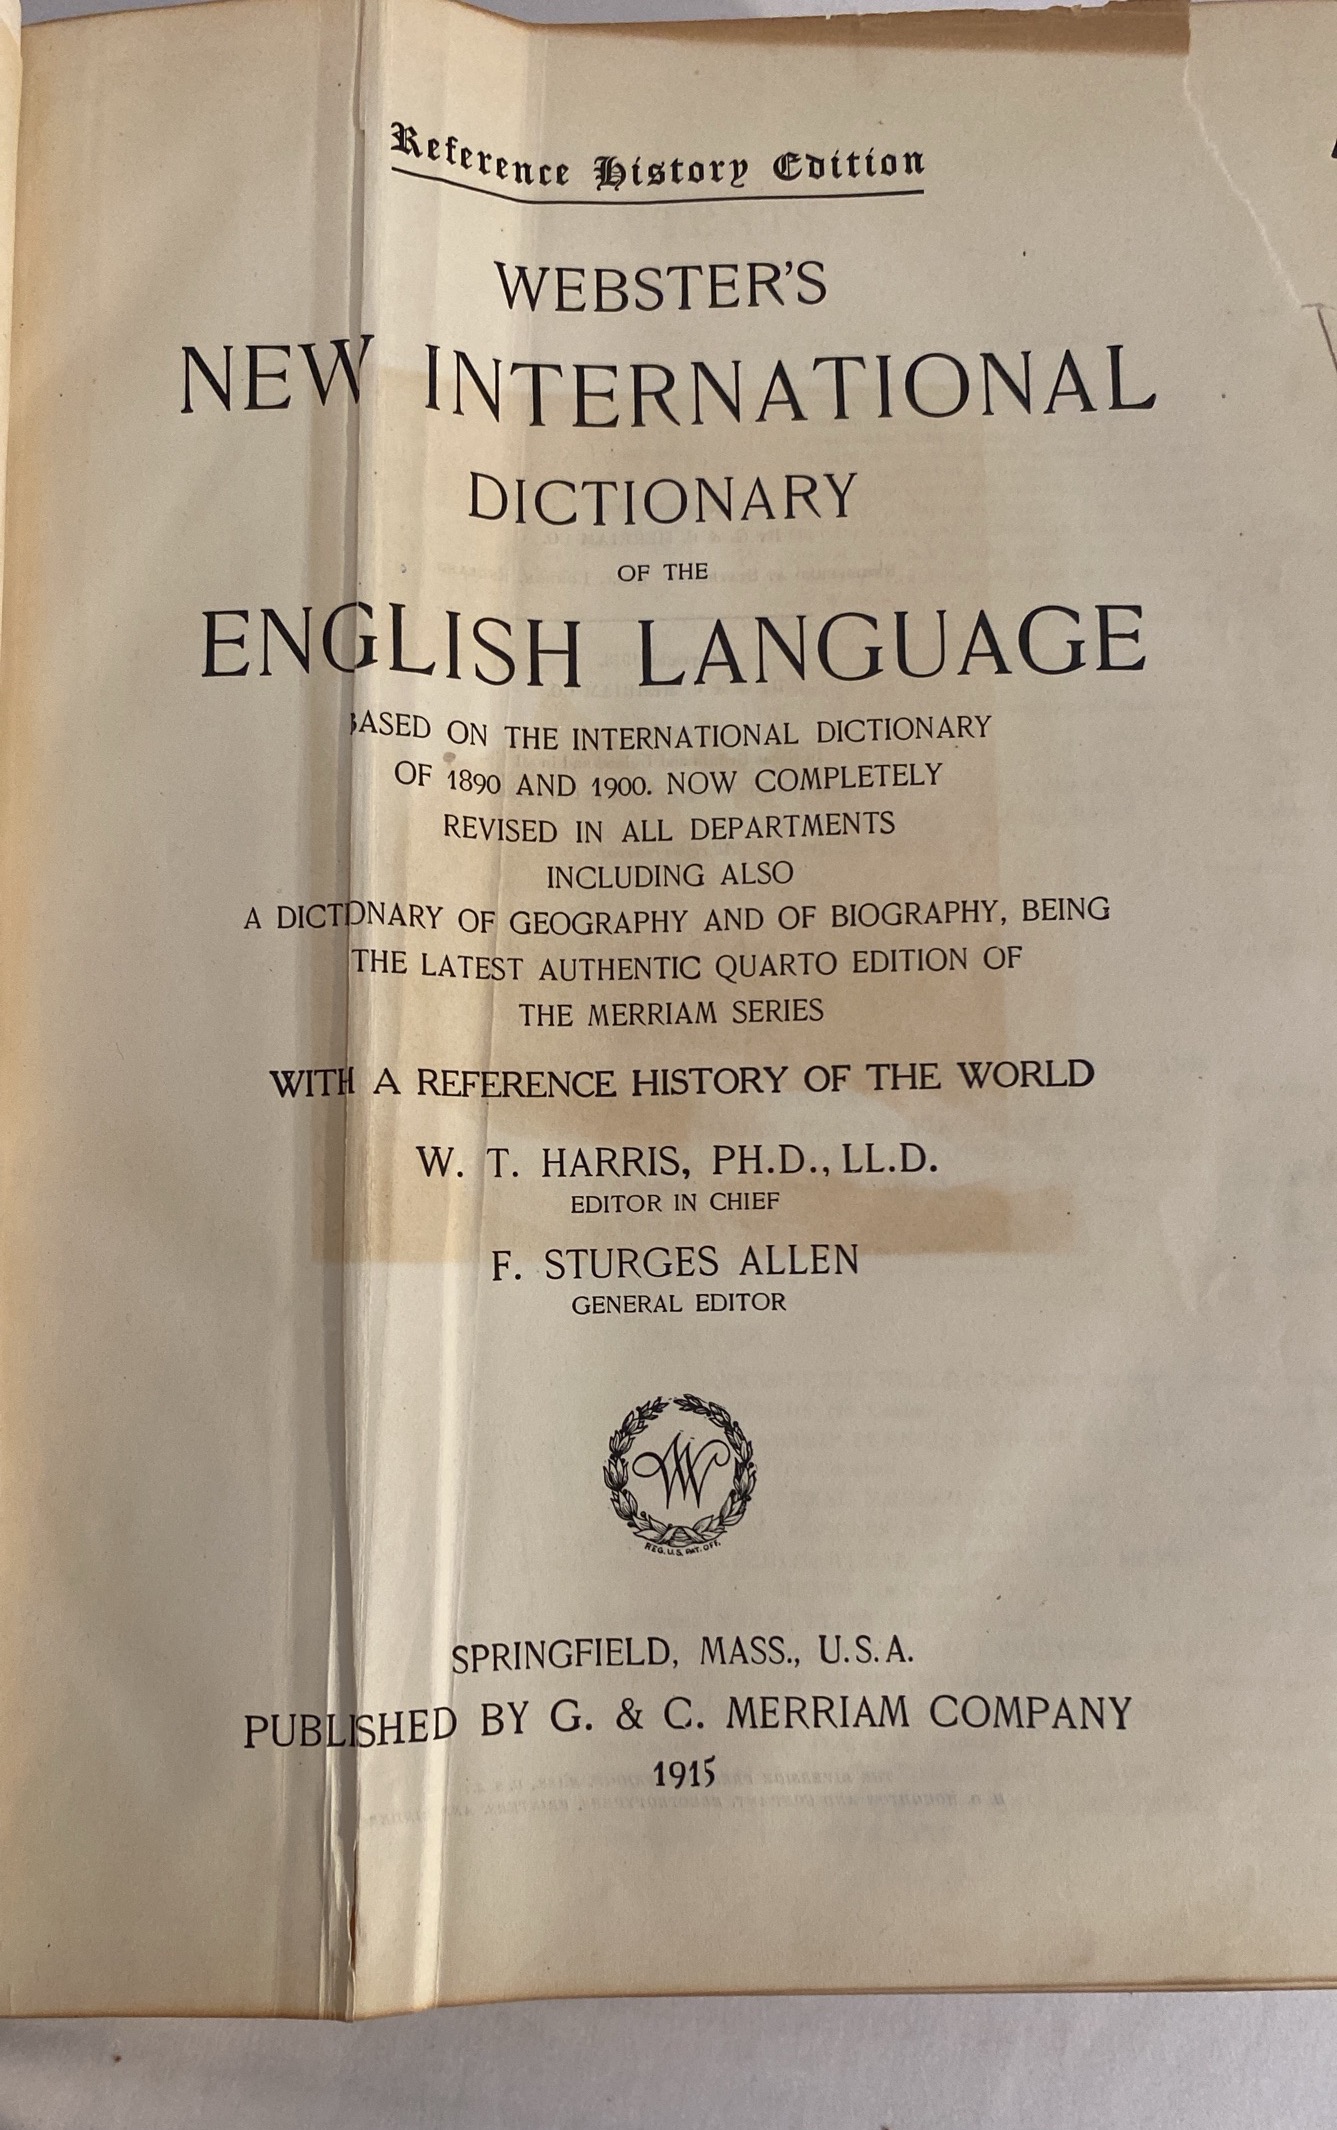 Reference History Edition
WEBSTER'S
NEW INTERNATIONAL
DICTIONARY
OF THE
ENGLISH LANGUAGE
BASED ON THE INTERNATIONAL DICTIONARY
OF 1890 AND 1900. NOW COMPLETELY
REVISED IN ALL DEPARTMENTS
INCLUDING ALSO
A DICTONARY OF GEOGRAPHY AND OF BIOGRAPHY, BEING
THE LATEST AUTHENTIC QUARTO EDITION OF
THE MERRIAM SERIES
WITH A REFERENCE HISTORY OF THE WORLD
W. T. HARRIS, PH.D., LL.D.
EDITOR IN CHIEF
F. STURGES ALLEN
GENERAL EDITOR
W
REG. U.S. PAT. OFF.
SPRINGFIELD, MASS., U.S.A.
PUBLISHED BY G. & C. MERRIAM COMPANY
1915